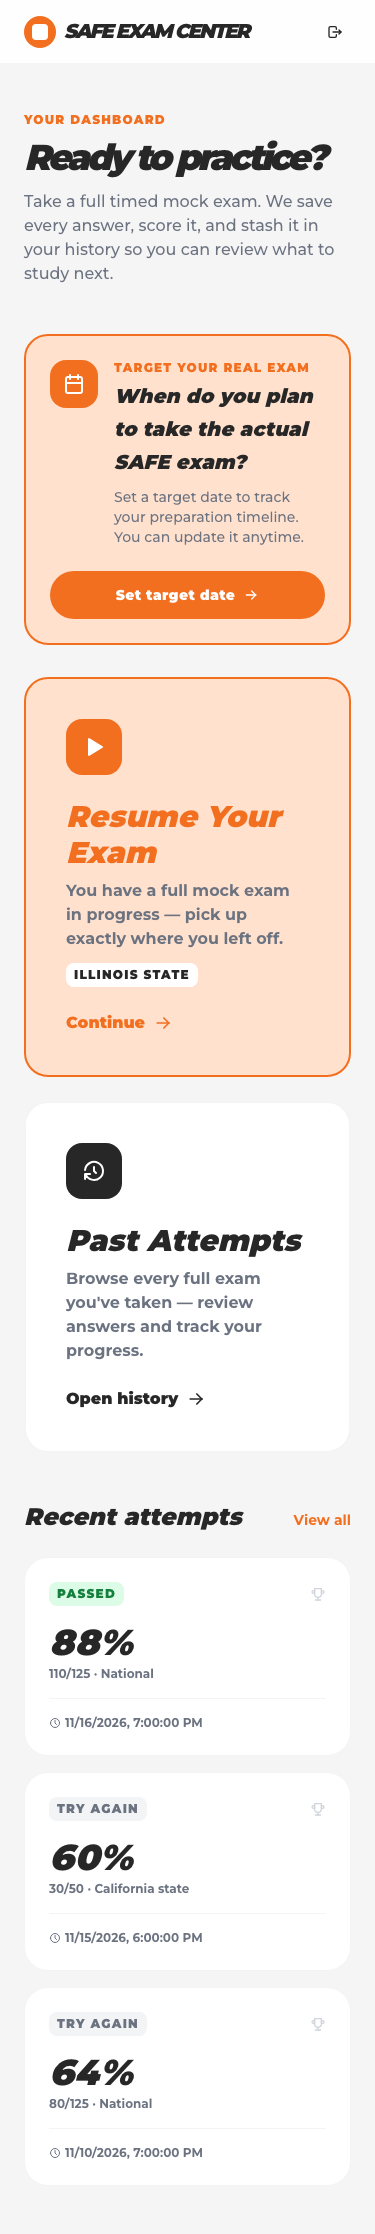 SAFE EXAM CENTER
YOUR DASHBOARD
Ready to practice?
Take a full timed mock exam. We save
every answer, score it, and stash it in
your history so you can review what to
study next.
TARGET YOUR REAL EXAM
When do you plan
to take the actual
SAFE exam?
Set a target date to track
your preparation timeline.
You can update it anytime.
Set target date →
Resume Your
Exam
You have a full mock exam
in progress — pick up
exactly where you left off.
ILLINOIS STATE
Continue →
Past Attempts
Browse every full exam
you've taken — review
answers and track your
progress.
Open history →
Recent attempts
View all
PASSED
88%
110/125 · National
11/16/2026, 7:00:00 PM
TRY AGAIN
60%
30/50 · California state
11/15/2026, 6:00:00 PM
TRY AGAIN
64%
80/125 · National
11/10/2026, 7:00:00 PM